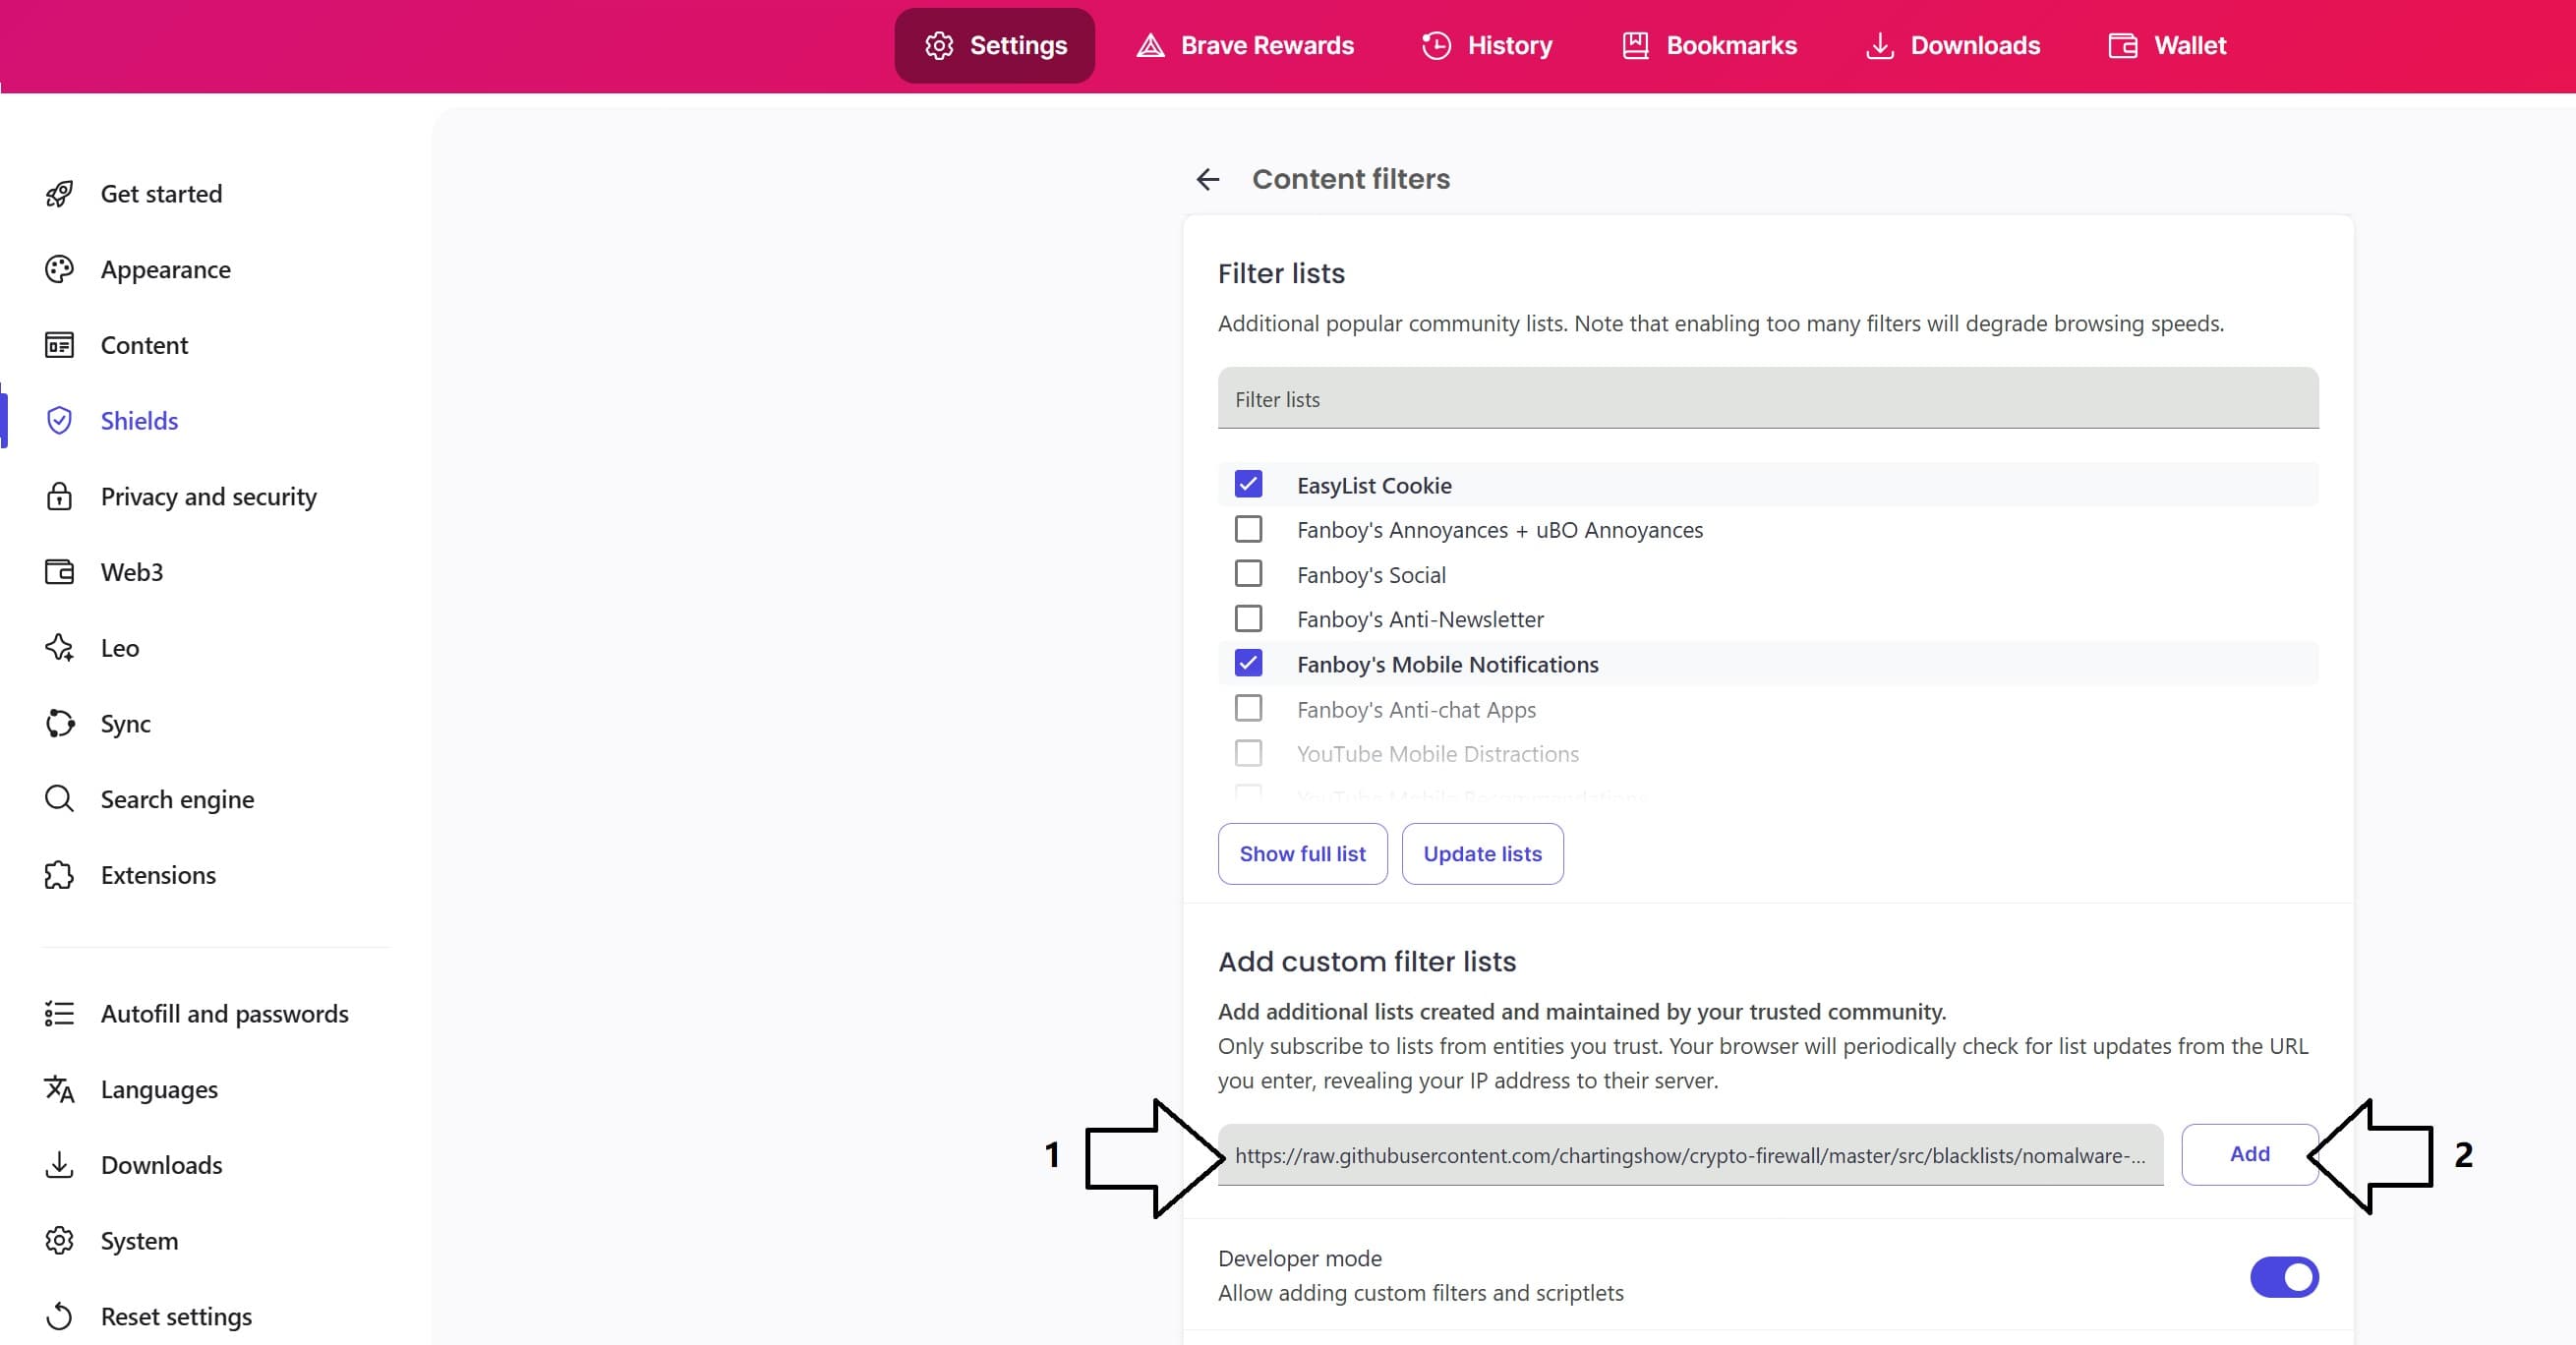 Settings
Brave Rewards
History
Bookmarks
Downloads
Wallet
Get started
Appearance
Content
Shields
Privacy and security
Web3
Leo
Sync
Search engine
Extensions
Autofill and passwords
Languages
Downloads
System
Reset settings
Content filters
Filter lists
Additional popular community lists. Note that enabling too many filters will degrade browsing speeds.
Filter lists
EasyList Cookie
Fanboy's Annoyances + uBO Annoyances
Fanboy's Social
Fanboy's Anti-Newsletter
Fanboy's Mobile Notifications
Fanboy's Anti-chat Apps
YouTube Mobile Distractions
YouTube Mobile Recommendations
Show full list
Update lists
Add custom filter lists
Add additional lists created and maintained by your trusted community.
Only subscribe to lists from entities you trust. Your browser will periodically check for list updates from the URL
you enter, revealing your IP address to their server.
1
https://raw.githubusercontent.com/chartingshow/crypto-firewall/master/src/blacklists/nomalware-...
Add
2
Developer mode
Allow adding custom filters and scriptlets